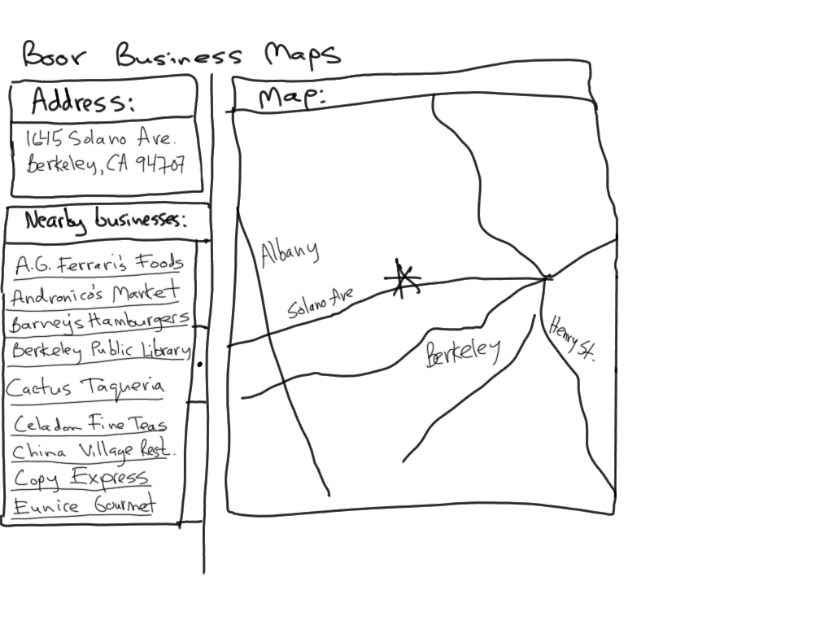 Boor Business Maps
Address:
1645 Solano Ave.
Berkeley, CA 94707
Nearby businesses:
A.G. Ferrari's Foods
Andronico's Market
Barney's Hamburgers
Berkeley Public Library
Cactus Taqueria
Celadon Fine Teas
China Village Rest.
Copy Express
Eunice Gourmet
Map:
Albany
Solano Ave
Berkeley
Henry St.